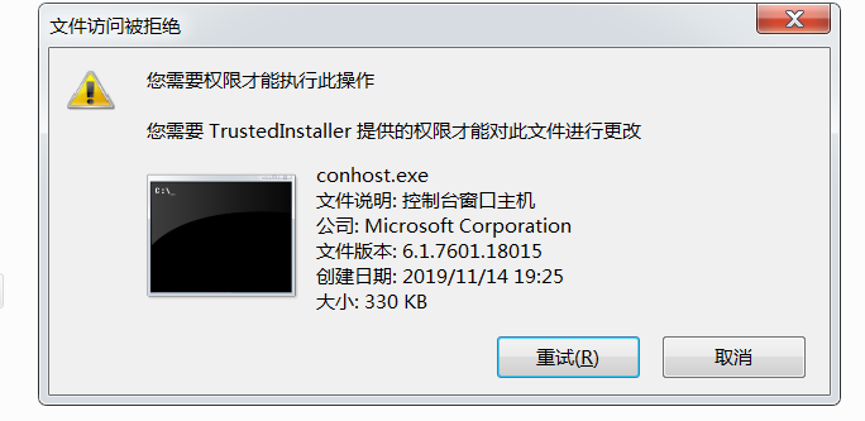 文件访问被拒绝
您需要权限才能执行此操作
您需要 TrustedInstaller 提供的权限才能对此文件进行更改
C:\_
conhost.exe
文件说明: 控制台窗口主机
公司: Microsoft Corporation
文件版本: 6.1.7601.18015
创建日期: 2019/11/14 19:25
大小: 330 KB
重试(R)
取消